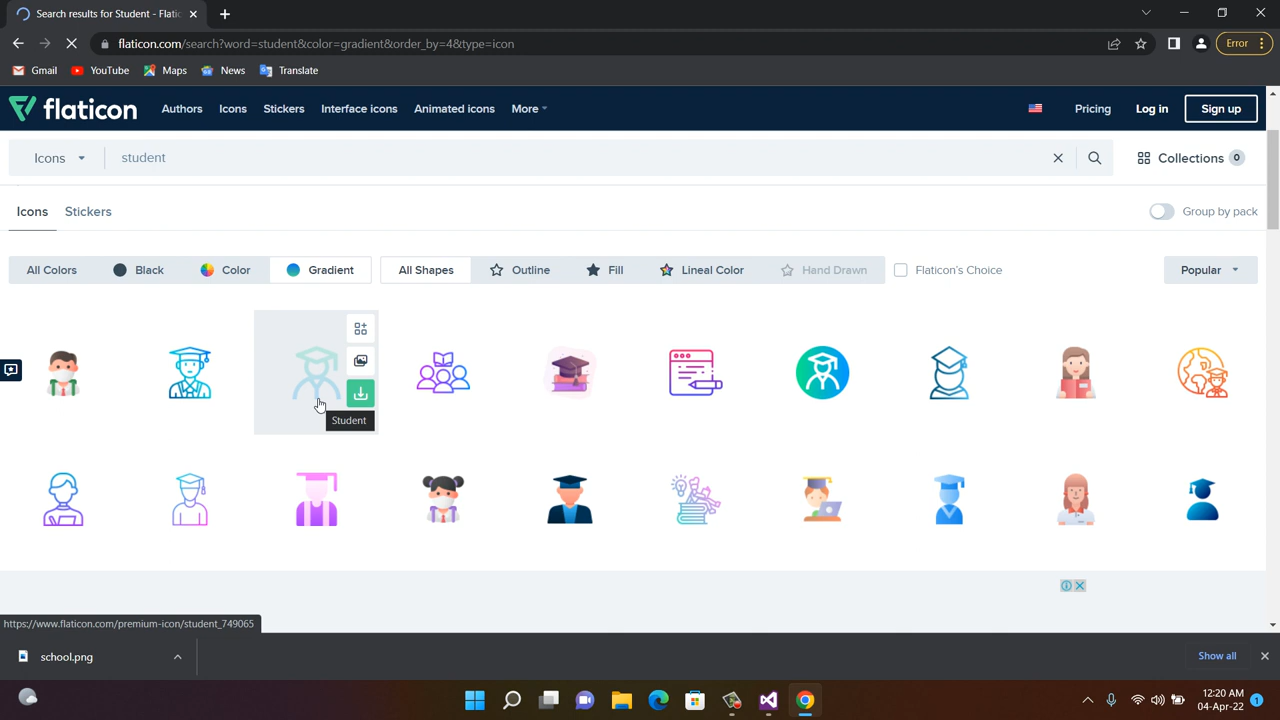 Search results for Student - Flatic
flaticon.com/search?word=student&color=gradient&order_by=4&type=icon
Error
Gmail YouTube Maps News Translate
flaticon Authors Icons Stickers Interface icons Animated icons More Pricing Log in Sign up
Icons student Collections 0
Icons Stickers Group by pack
All Colors Black Color Gradient All Shapes Outline Fill Lineal Color Hand Drawn Flaticon's Choice Popular
Student
https://www.flaticon.com/premium-icon/student_749065
school.png Show all
12:20 AM
04-Apr-22 1